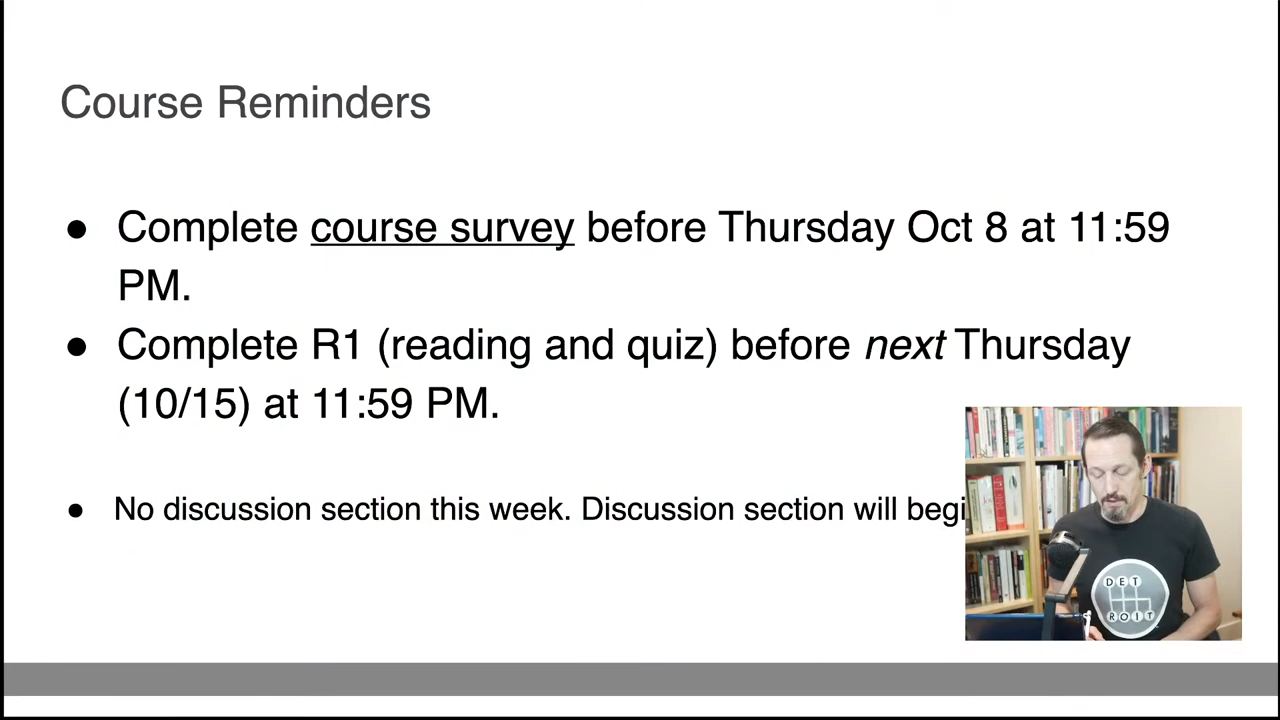 Course Reminders
● Complete course survey before Thursday Oct 8 at 11:59
PM.
● Complete R1 (reading and quiz) before next Thursday
(10/15) at 11:59 PM.
● No discussion section this week. Discussion section will begi
DET
ROIT